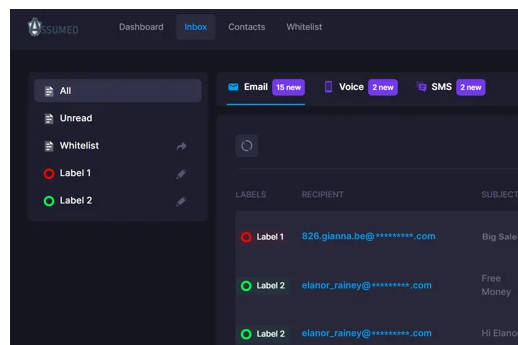 ASSUMED
Dashboard
Inbox
Contacts
Whitelist
All
Unread
Whitelist
Label 1
Label 2
Email 15 new
Voice 2 new
SMS 2 new
LABELS RECIPIENT SUBJECT
Label 1 826.gianna.be@*********.com Big Sale
Label 2 elanor_rainey@*********.com Free
Money
Label 2 elanor_rainey@*********.com Hi Elano